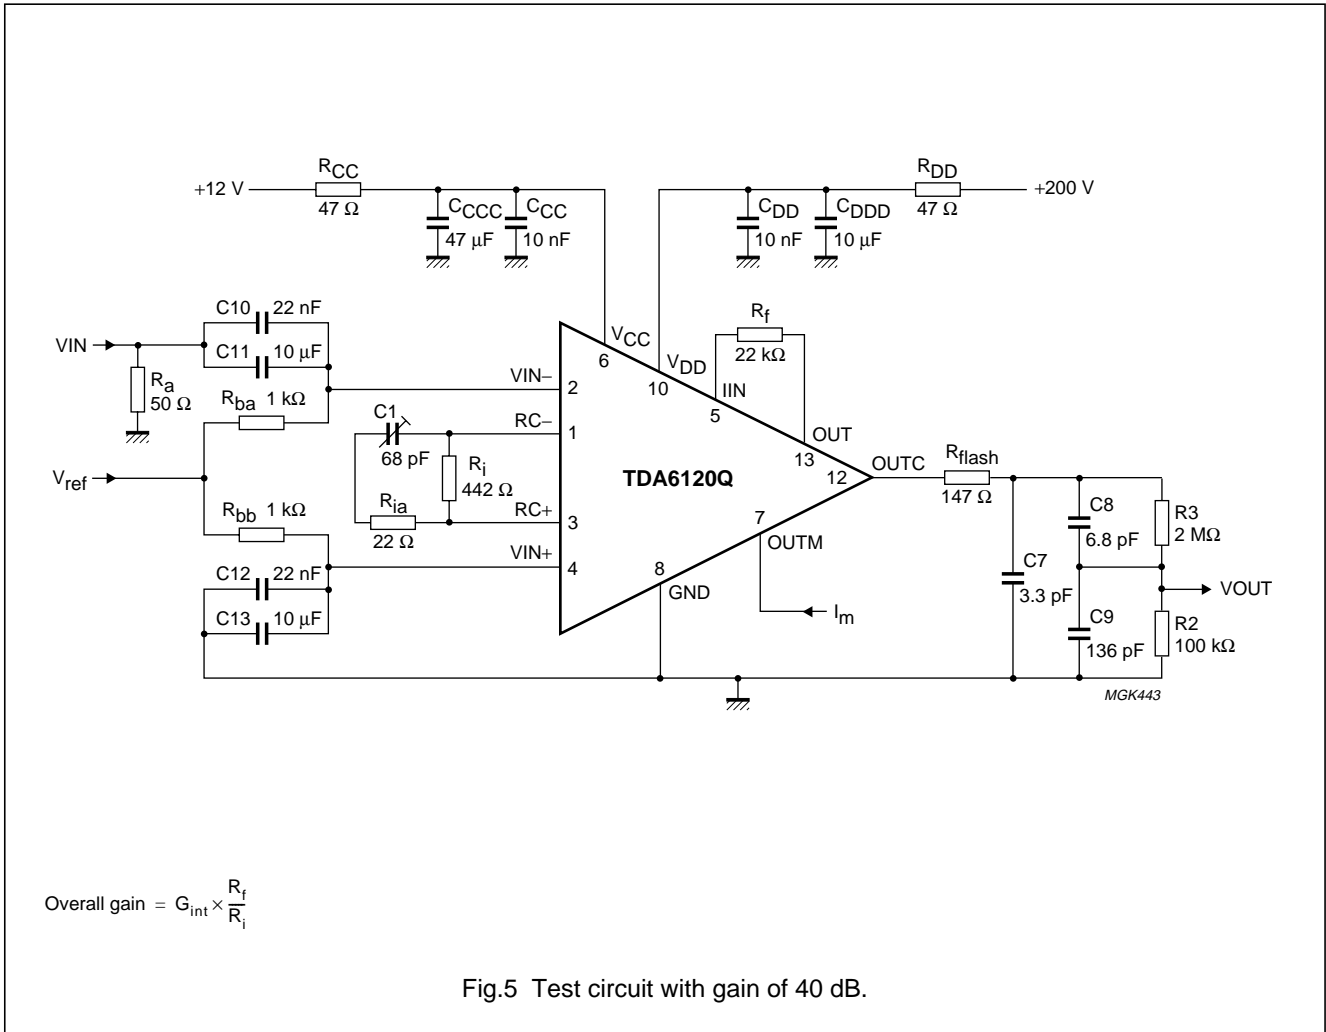 +12 V
RCC
47 Ω
CCCC
47 μF
CCC
10 nF
CDD
10 nF
CDDD
10 μF
RDD
47 Ω
+200 V
C10 22 nF
C11 10 μF
VIN
Ra
50 Ω
Rba 1 kΩ
Vref
Rbb 1 kΩ
C12 22 nF
C13 10 μF
C1
68 pF
Ri
442 Ω
Ria
22 Ω
VIN−
2
RC−
1
RC+
3
VIN+
4
VCC
6
VDD
10
IIN
5
Rf
22 kΩ
OUT
13
OUTC
12
TDA6120Q
7
OUTM
8
GND
Im
Rflash
147 Ω
C7
3.3 pF
C8
6.8 pF
R3
2 MΩ
VOUT
C9
136 pF
R2
100 kΩ
MGK443
Overall gain = Gint × Rf / Ri
Fig.5 Test circuit with gain of 40 dB.